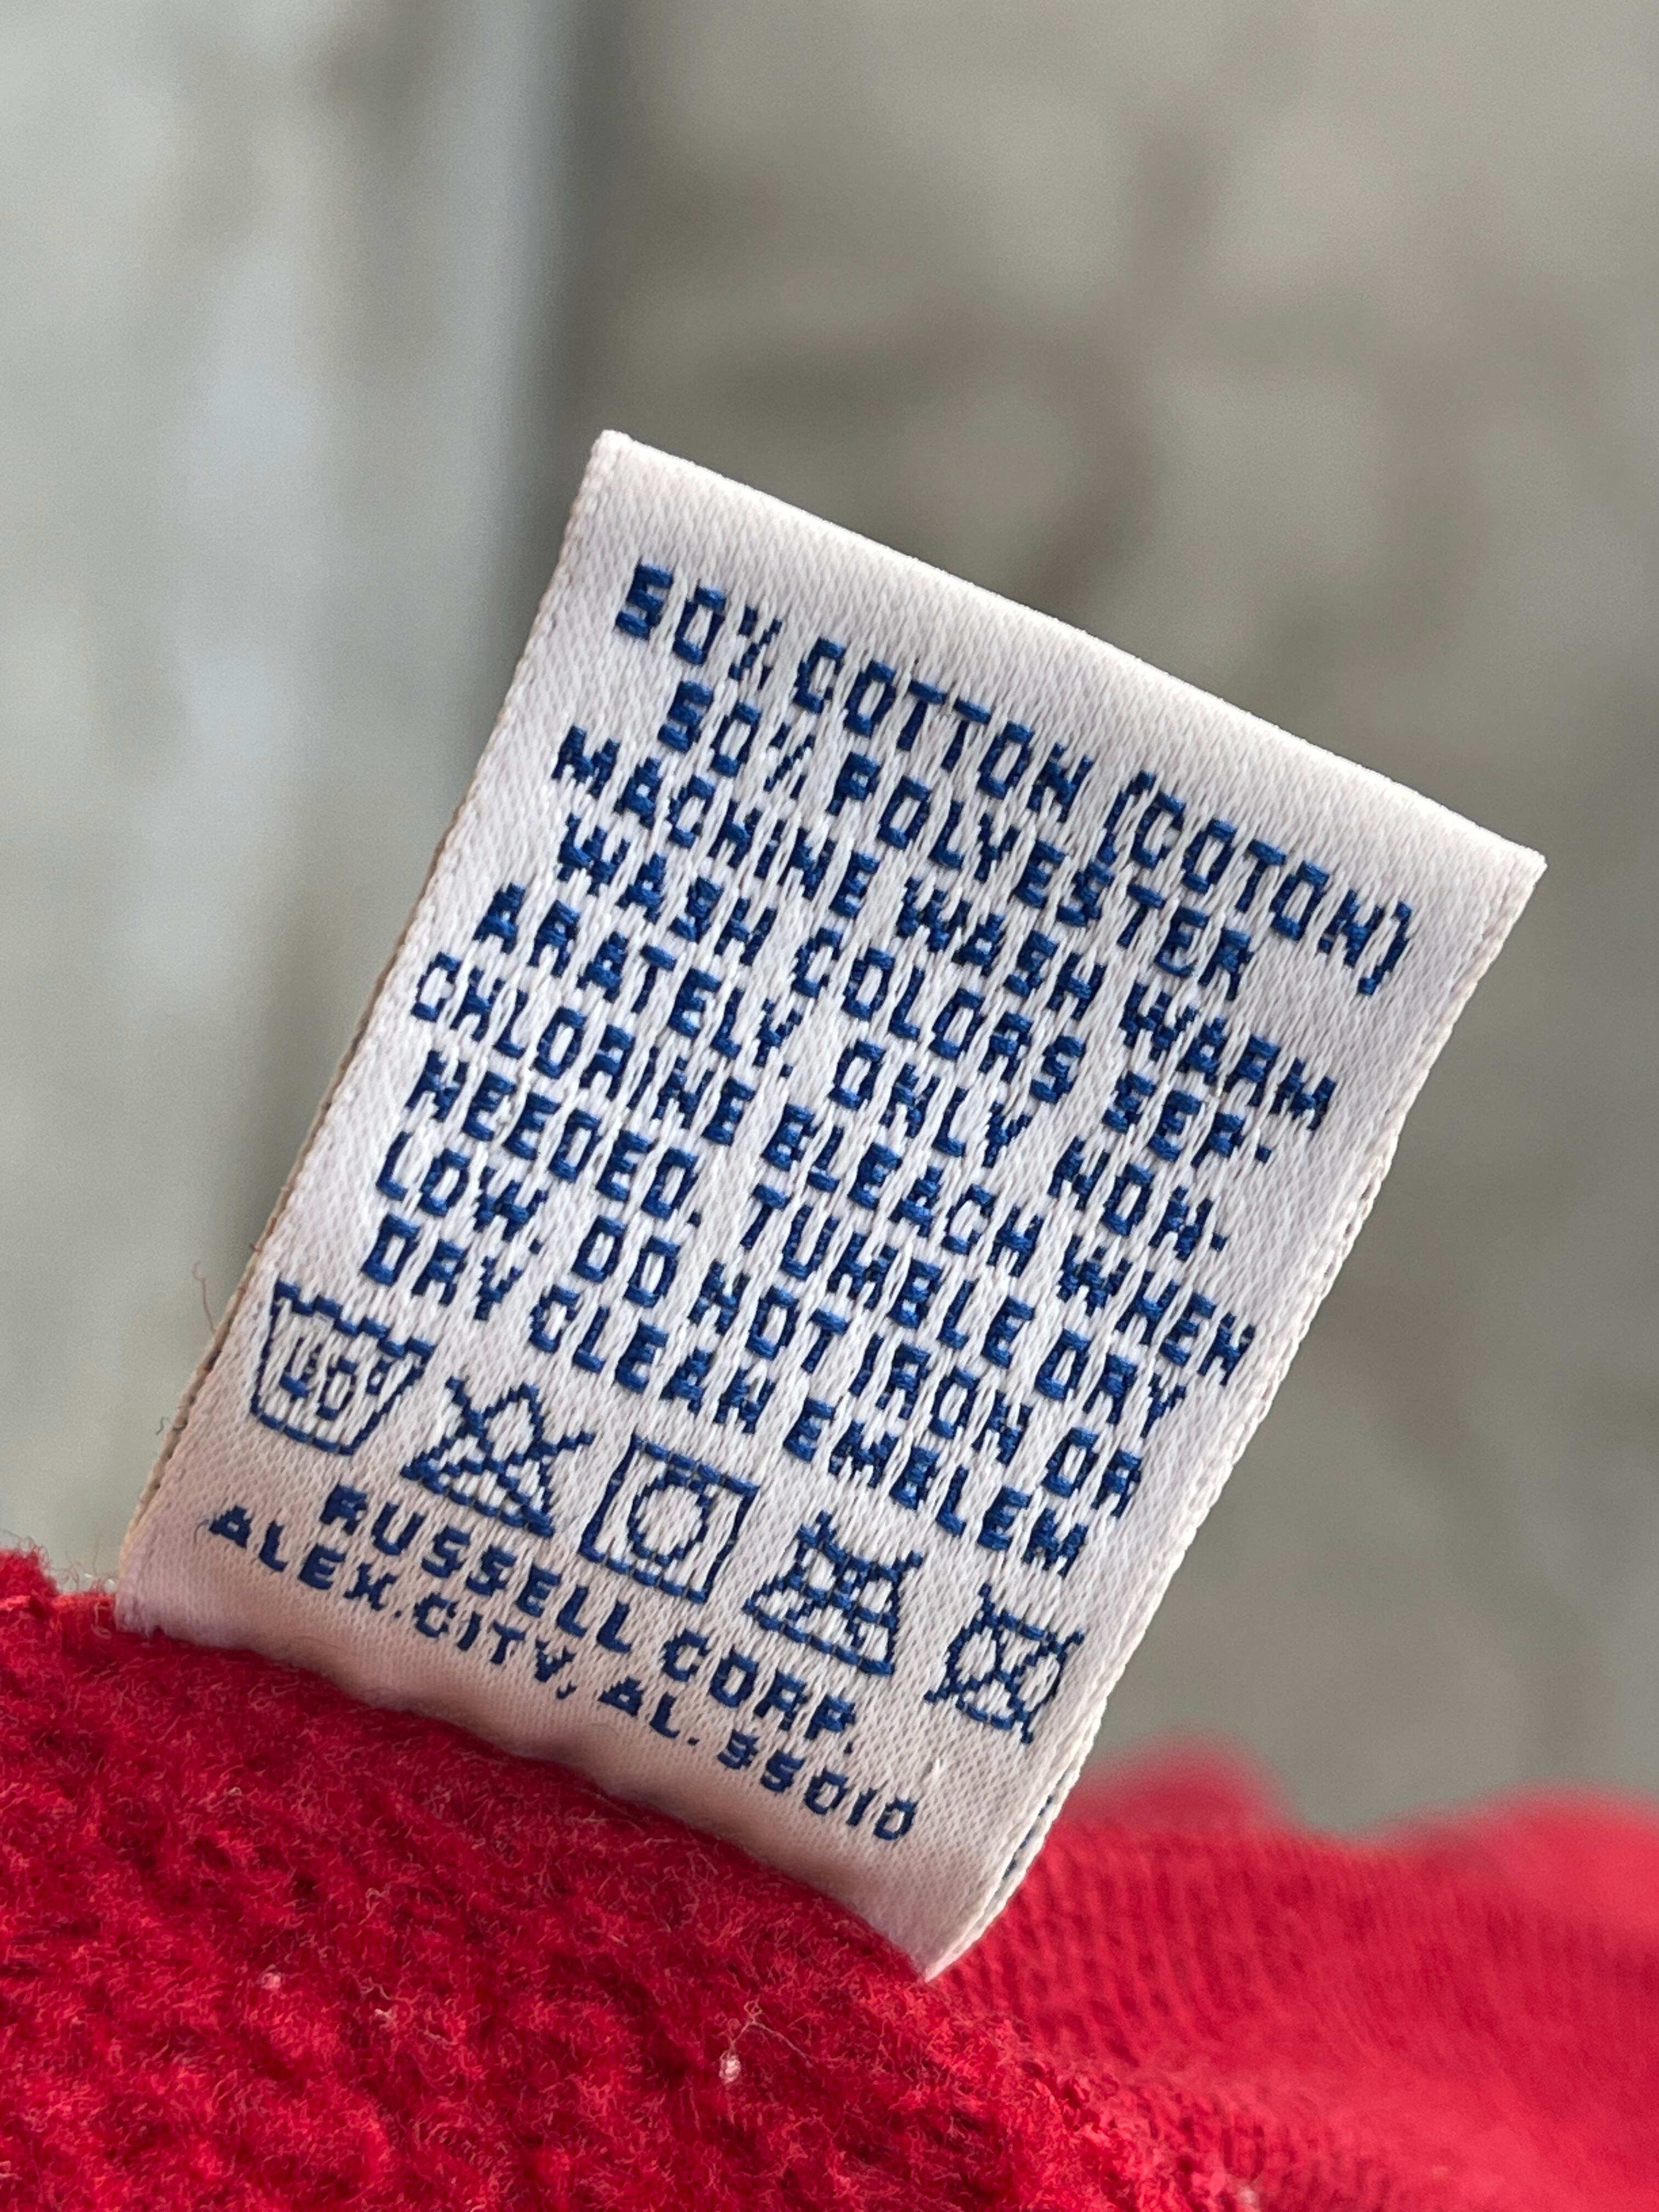 50% COTTON (COTON)
50% POLYESTER
MACHINE WASH WARM
WASH COLORS SEP-
ARATELY. ONLY NON-
CHLORINE BLEACH WHEN
NEEDED. TUMBLE DRY
LOW. DO NOT IRON OR
DRY CLEAN EMBLEM
RUSSELL CORP.
ALEX.CITY, AL. 35010